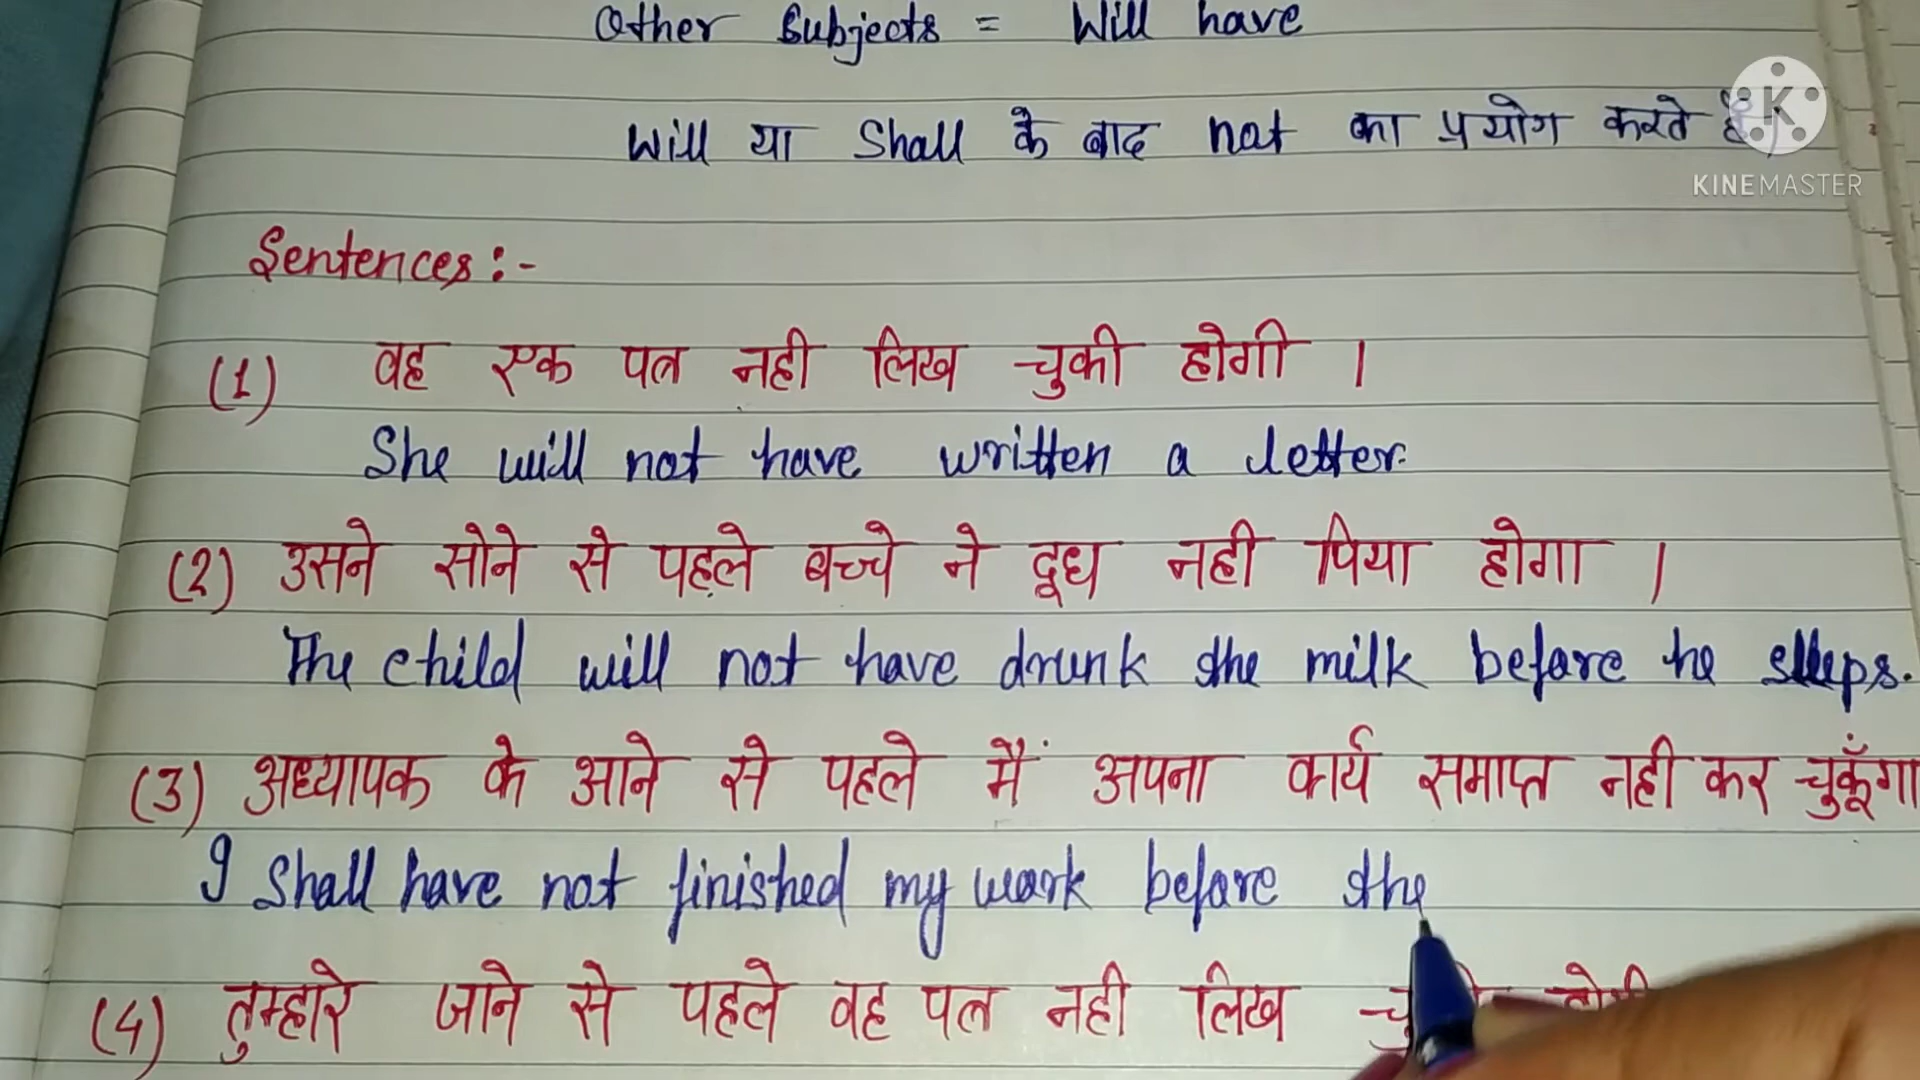 Other Subjects = Will have
Will या Shall के बाद not का प्रयोग करते हैं
KINEMASTER
Sentences :-
(1) वह एक पत्र नही लिख चुकी होगी ।
She will not have written a letter.
(2) उसने सोने से पहले बच्चे ने दूध नही पिया होगा ।
The child will not have drunk the milk before he sleeps.
(3) अध्यापक के आने से पहले मैं अपना कार्य समाप्त नही कर चुकूँगा
I Shall have not finished my work before the
(4) तुम्हारे जाने से पहले वह पत्र नही लिख